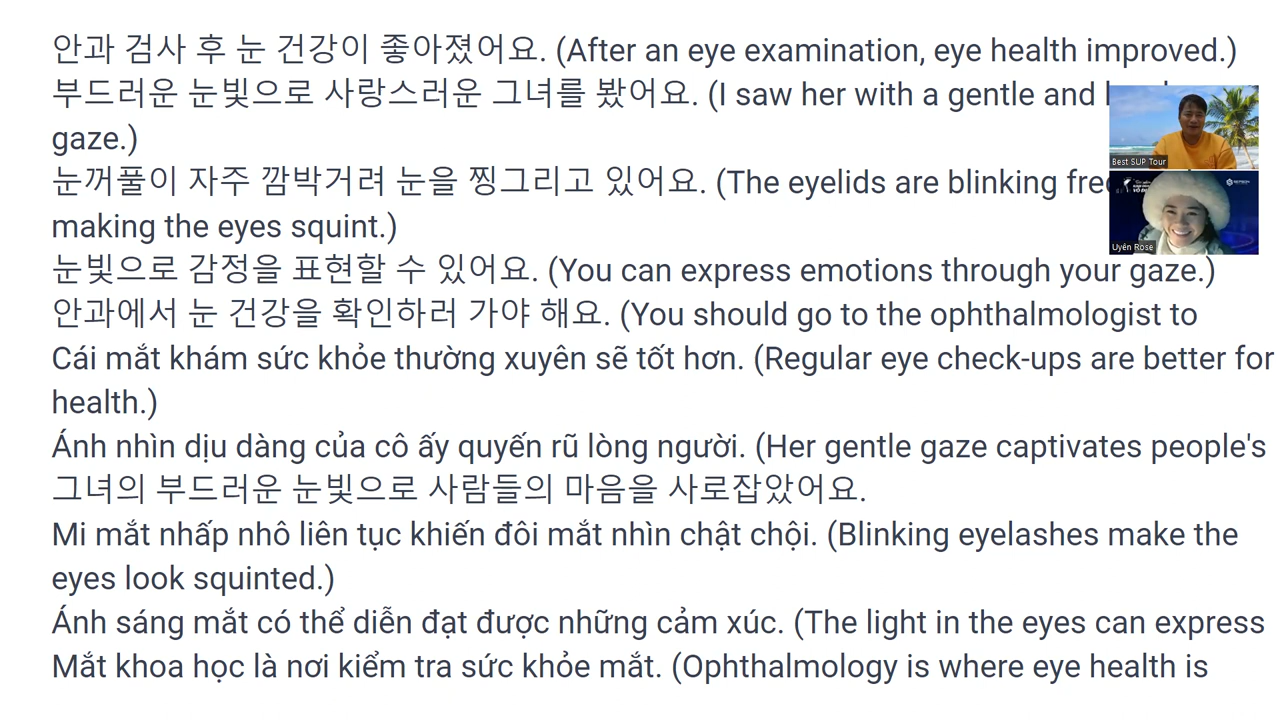 안과 검사 후 눈 건강이 좋아졌어요. (After an eye examination, eye health improved.)
부드러운 눈빛으로 사랑스러운 그녀를 봤어요. (I saw her with a gentle and
gaze.)
눈꺼풀이 자주 깜박거려 눈을 찡그리고 있어요. (The eyelids are blinking
making the eyes squint.)
눈빛으로 감정을 표현할 수 있어요. (You can express emotions through your gaze.)
안과에서 눈 건강을 확인하러 가야 해요. (You should go to the ophthalmologist to
Cái mắt khám sức khỏe thường xuyên sẽ tốt hơn. (Regular eye check-ups are better for
health.)
Ánh nhìn dịu dàng của cô ấy quyến rũ lòng người. (Her gentle gaze captivates people's
그녀의 부드러운 눈빛으로 사람들의 마음을 사로잡았어요.
Mi mắt nhấp nhô liên tục khiến đôi mắt nhìn chật chội. (Blinking eyelashes make the
eyes look squinted.)
Ánh sáng mắt có thể diễn đạt được những cảm xúc. (The light in the eyes can express
Mắt khoa học là nơi kiểm tra sức khỏe mắt. (Ophthalmology is where eye health is
Best SUP Tour
Uyên Rose